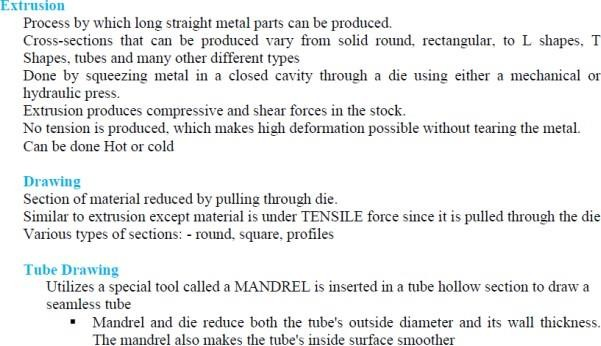 Extrusion
Process by which long straight metal parts can be produced.
Cross-sections that can be produced vary from solid round, rectangular, to L shapes, T
Shapes, tubes and many other different types
Done by squeezing metal in a closed cavity through a die using either a mechanical or
hydraulic press.
Extrusion produces compressive and shear forces in the stock.
No tension is produced, which makes high deformation possible without tearing the metal.
Can be done Hot or cold
Drawing
Section of material reduced by pulling through die.
Similar to extrusion except material is under TENSILE force since it is pulled through the die
Various types of sections: - round, square, profiles
Tube Drawing
Utilizes a special tool called a MANDREL is inserted in a tube hollow section to draw a
seamless tube
▪ Mandrel and die reduce both the tube's outside diameter and its wall thickness.
The mandrel also makes the tube's inside surface smoother